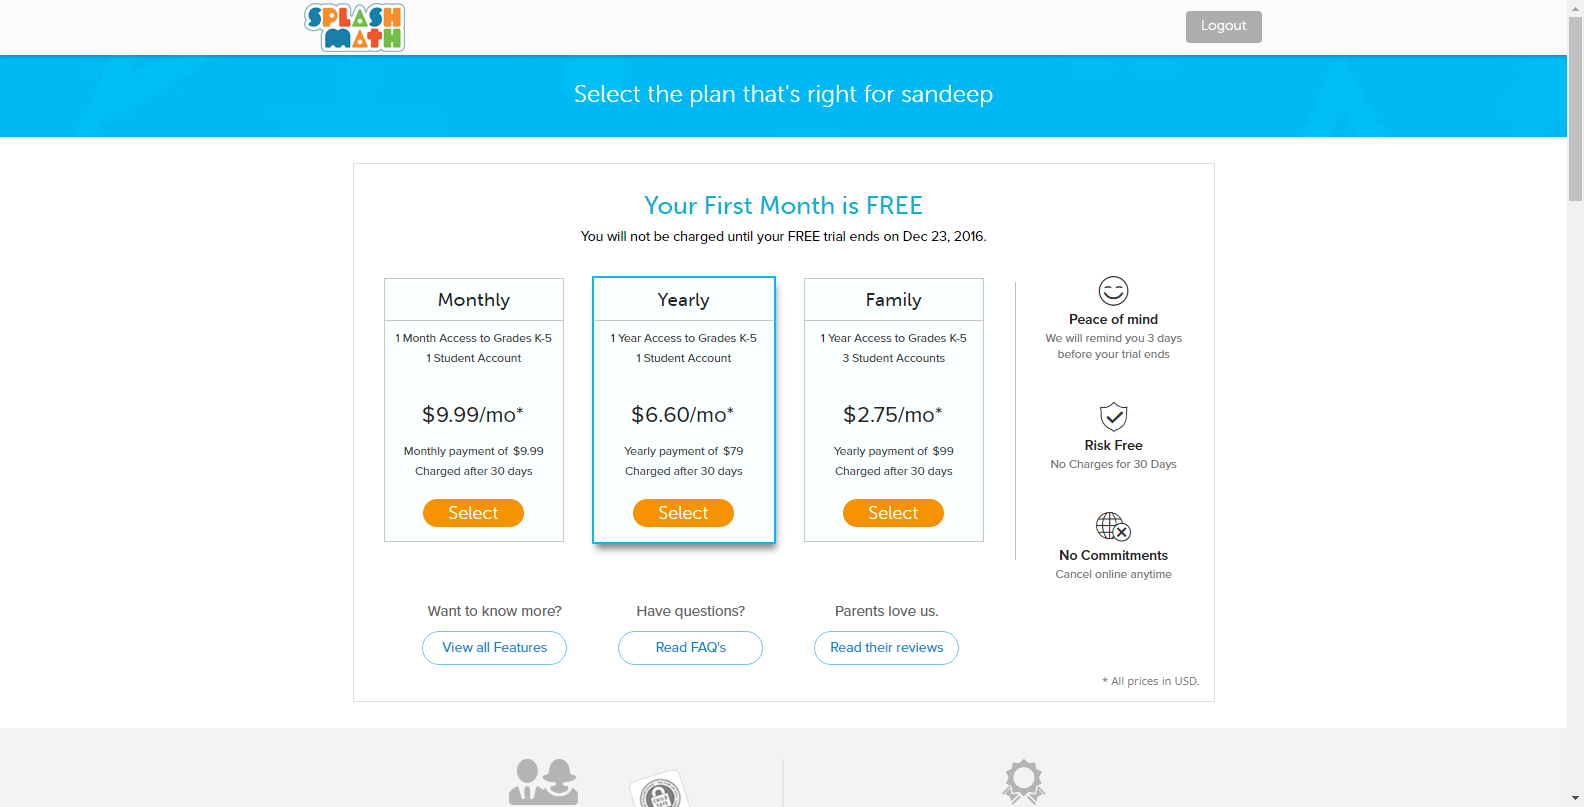 SPLASH
MATH
Logout
Select the plan that's right for sandeep
Your First Month is FREE
You will not be charged until your FREE trial ends on Dec 23, 2016.
Monthly
1 Month Access to Grades K-5
1 Student Account
$9.99/mo*
Monthly payment of $9.99
Charged after 30 days
Select
Yearly
1 Year Access to Grades K-5
1 Student Account
$6.60/mo*
Yearly payment of $79
Charged after 30 days
Select
Family
1 Year Access to Grades K-5
3 Student Accounts
$2.75/mo*
Yearly payment of $99
Charged after 30 days
Select
Peace of mind
We will remind you 3 days
before your trial ends
Risk Free
No Charges for 30 Days
No Commitments
Cancel online anytime
Want to know more?
View all Features
Have questions?
Read FAQ's
Parents love us.
Read their reviews
* All prices in USD.